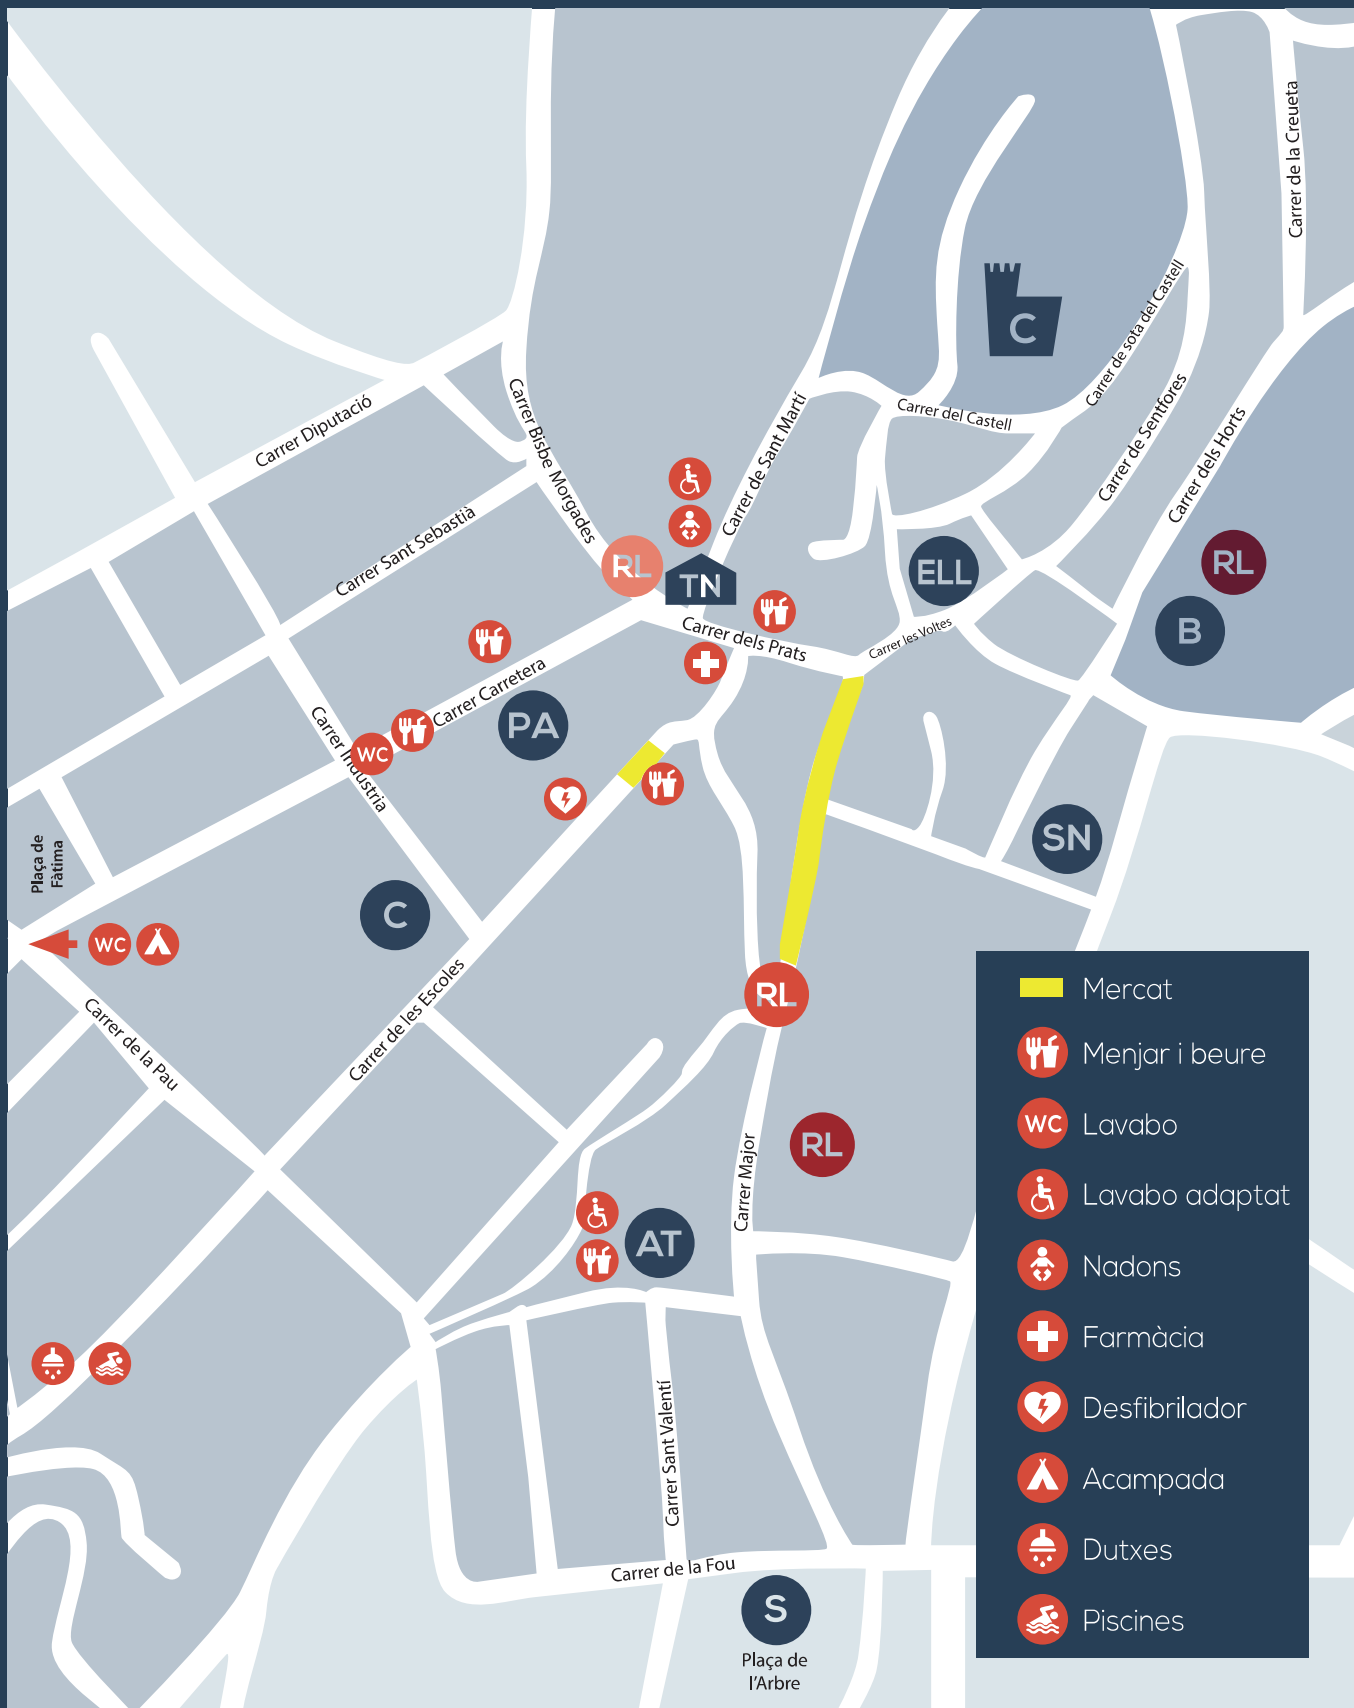 Carrer de la Creueta
C
Carrer de sota del Castell
Carrer de Sentfores
Carrer del Castell
Carrer dels Horts
Carrer Diputació
Carrer Bisbe Morgades
Carrer de Sant Martí
Carrer Sant Sebastià
RL
TN
ELL
RL
B
Carrer dels Prats
Carrer les Voltes
Carrer Carretera
PA
Carrer Indústria
WC
SN
Plaça de
Fàtima
C
WC
Carrer de les Escoles
RL
Carrer de la Pau
RL
Carrer Major
AT
Carrer Sant Valentí
Carrer de la Fou
S
Plaça de
l'Arbre
Mercat
Menjar i beure
WC Lavabo
Lavabo adaptat
Nadons
Farmàcia
Desfibrilador
Acampada
Dutxes
Piscines